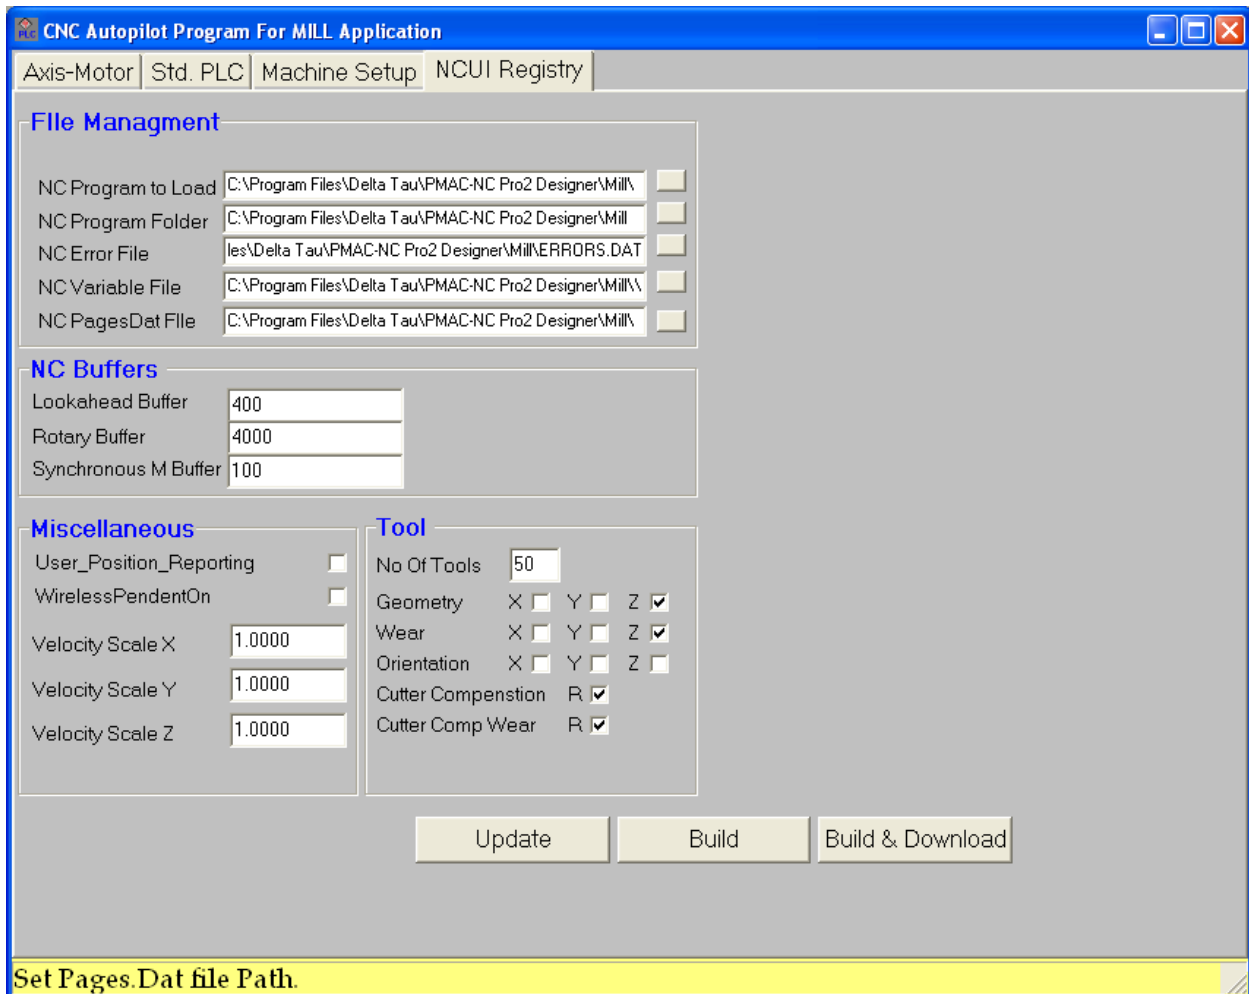 PLC CNC Autopilot Program For MILL Application
Axis-Motor Std. PLC Machine Setup NCUI Registry
FIle Managment
NC Program to Load C:\Program Files\Delta Tau\PMAC-NC Pro2 Designer\Mill\
NC Program Folder C:\Program Files\Delta Tau\PMAC-NC Pro2 Designer\Mill
NC Error File les\Delta Tau\PMAC-NC Pro2 Designer\Mill\ERRORS.DAT
NC Variable File C:\Program Files\Delta Tau\PMAC-NC Pro2 Designer\Mill\\
NC PagesDat FIle C:\Program Files\Delta Tau\PMAC-NC Pro2 Designer\Mill\
NC Buffers
Lookahead Buffer 400
Rotary Buffer 4000
Synchronous M Buffer 100
Miscellaneous
User_Position_Reporting
WirelessPendentOn
Velocity Scale X 1.0000
Velocity Scale Y 1.0000
Velocity Scale Z 1.0000
Tool
No Of Tools 50
Geometry X Y Z
Wear X Y Z
Orientation X Y Z
Cutter Compenstion R
Cutter Comp Wear R
Update Build Build & Download
Set Pages.Dat file Path.